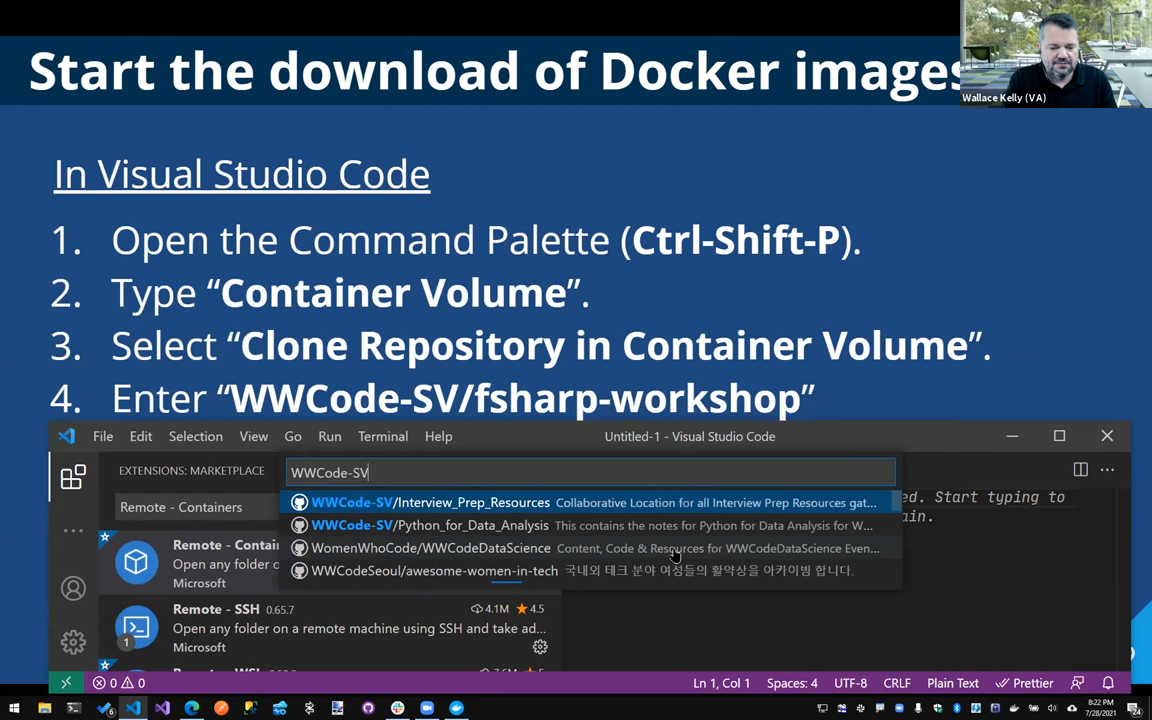 Start the download of Docker images
Wallace Kelly (VA)
In Visual Studio Code
1. Open the Command Palette (Ctrl-Shift-P).
2. Type “Container Volume”.
3. Select “Clone Repository in Container Volume”.
4. Enter “WWCode-SV/fsharp-workshop”
File Edit Selection View Go Run Terminal Help Untitled-1 - Visual Studio Code
EXTENSIONS: MARKETPLACE
WWCode-SV
Remote - Containers
WWCode-SV/Interview_Prep_Resources Collaborative Location for all Interview Prep Resources gat...
ed. Start typing to
WWCode-SV/Python_for_Data_Analysis This contains the notes for Python for Data Analysis for W...
ain.
Remote - Contai
WomenWhoCode/WWCodeDataScience Content, Code & Resources for WWCodeDataScience Even...
Open any folder o
WWCodeSeoul/awesome-women-in-tech 국내외 테크 분야 여성들의 활약상을 아카이빙 합니다.
Microsoft
Remote - SSH 0.65.7 4.1M 4.5
Open any folder on a remote machine using SSH and take ad...
Microsoft
1
0 0 Ln 1, Col 1 Spaces: 4 UTF-8 CRLF Plain Text Prettier
8:22 PM
7/28/2021
24